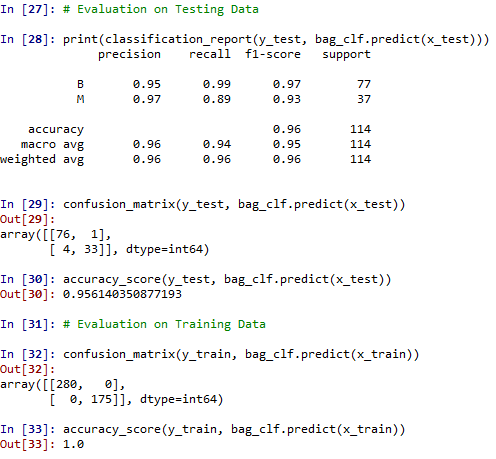 In [27]: # Evaluation on Testing Data
In [28]: print(classification_report(y_test, bag_clf.predict(x_test)))
precision recall f1-score support
B 0.95 0.99 0.97 77
M 0.97 0.89 0.93 37
accuracy 0.96 114
macro avg 0.96 0.94 0.95 114
weighted avg 0.96 0.96 0.96 114
In [29]: confusion_matrix(y_test, bag_clf.predict(x_test))
Out[29]:
array([[76, 1],
[ 4, 33]], dtype=int64)
In [30]: accuracy_score(y_test, bag_clf.predict(x_test))
Out[30]: 0.956140350877193
In [31]: # Evaluation on Training Data
In [32]: confusion_matrix(y_train, bag_clf.predict(x_train))
Out[32]:
array([[280, 0],
[ 0, 175]], dtype=int64)
In [33]: accuracy_score(y_train, bag_clf.predict(x_train))
Out[33]: 1.0